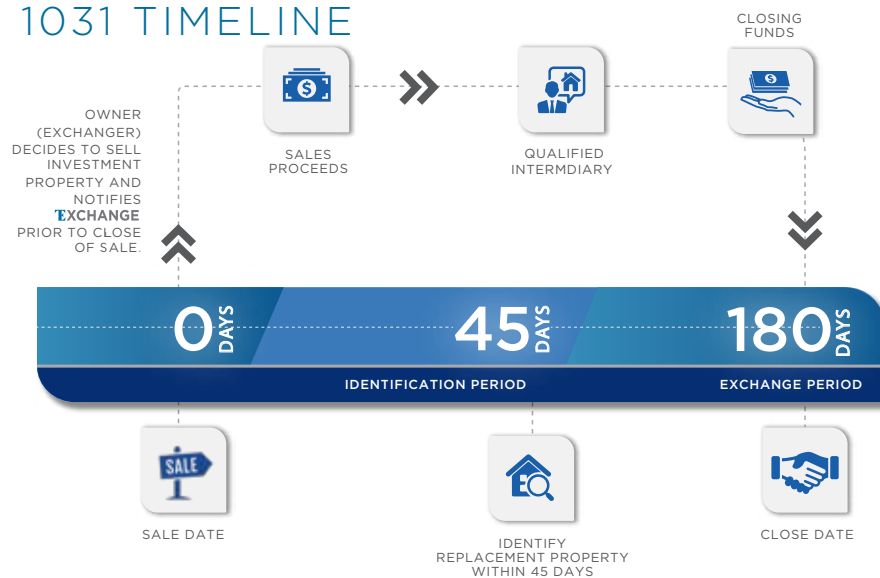 1031 TIMELINE
CLOSING
FUNDS
OWNER
(EXCHANGER)
DECIDES TO SELL
INVESTMENT
PROPERTY AND
NOTIFIES
EXCHANGE
PRIOR TO CLOSE
OF SALE.
SALES
PROCEEDS
QUALIFIED
INTERMDIARY
0 DAYS
45 DAYS
180 DAYS
IDENTIFICATION PERIOD
EXCHANGE PERIOD
SALE
SALE DATE
IDENTIFY
REPLACEMENT PROPERTY
WITHIN 45 DAYS
CLOSE DATE